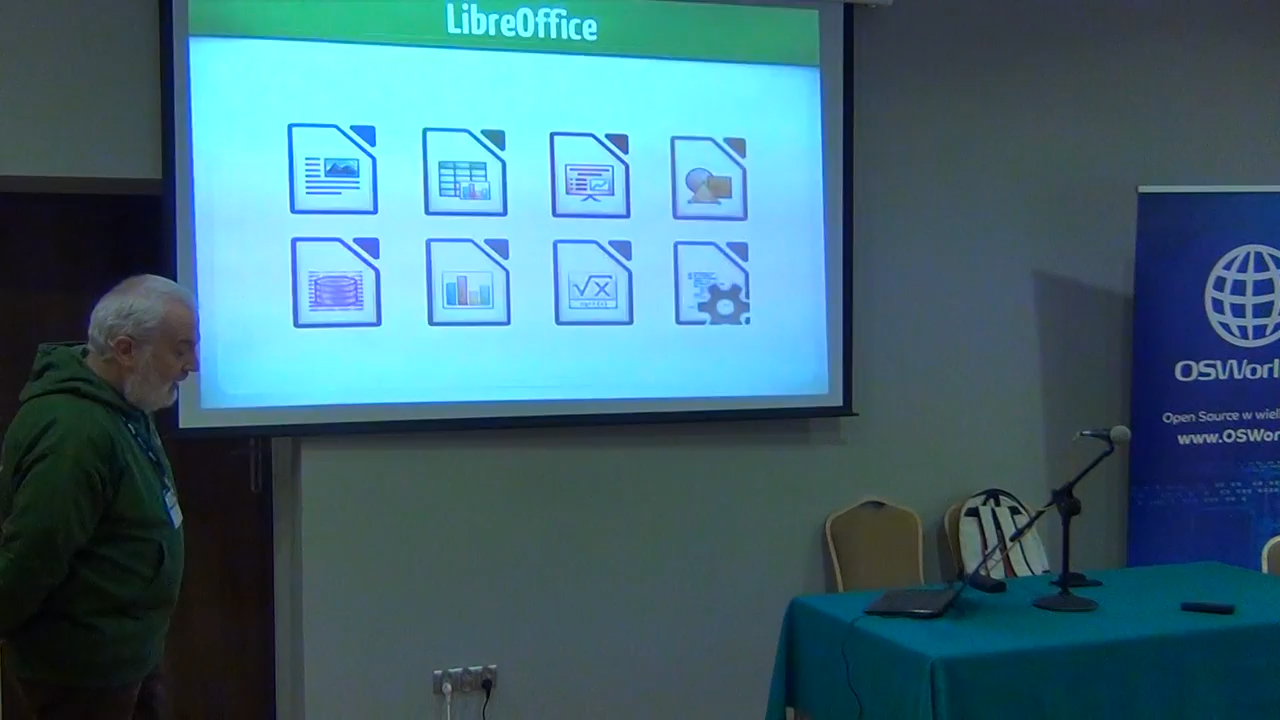 LibreOffice
√X
OSWorl
Open Source w wiel
www.OSWor